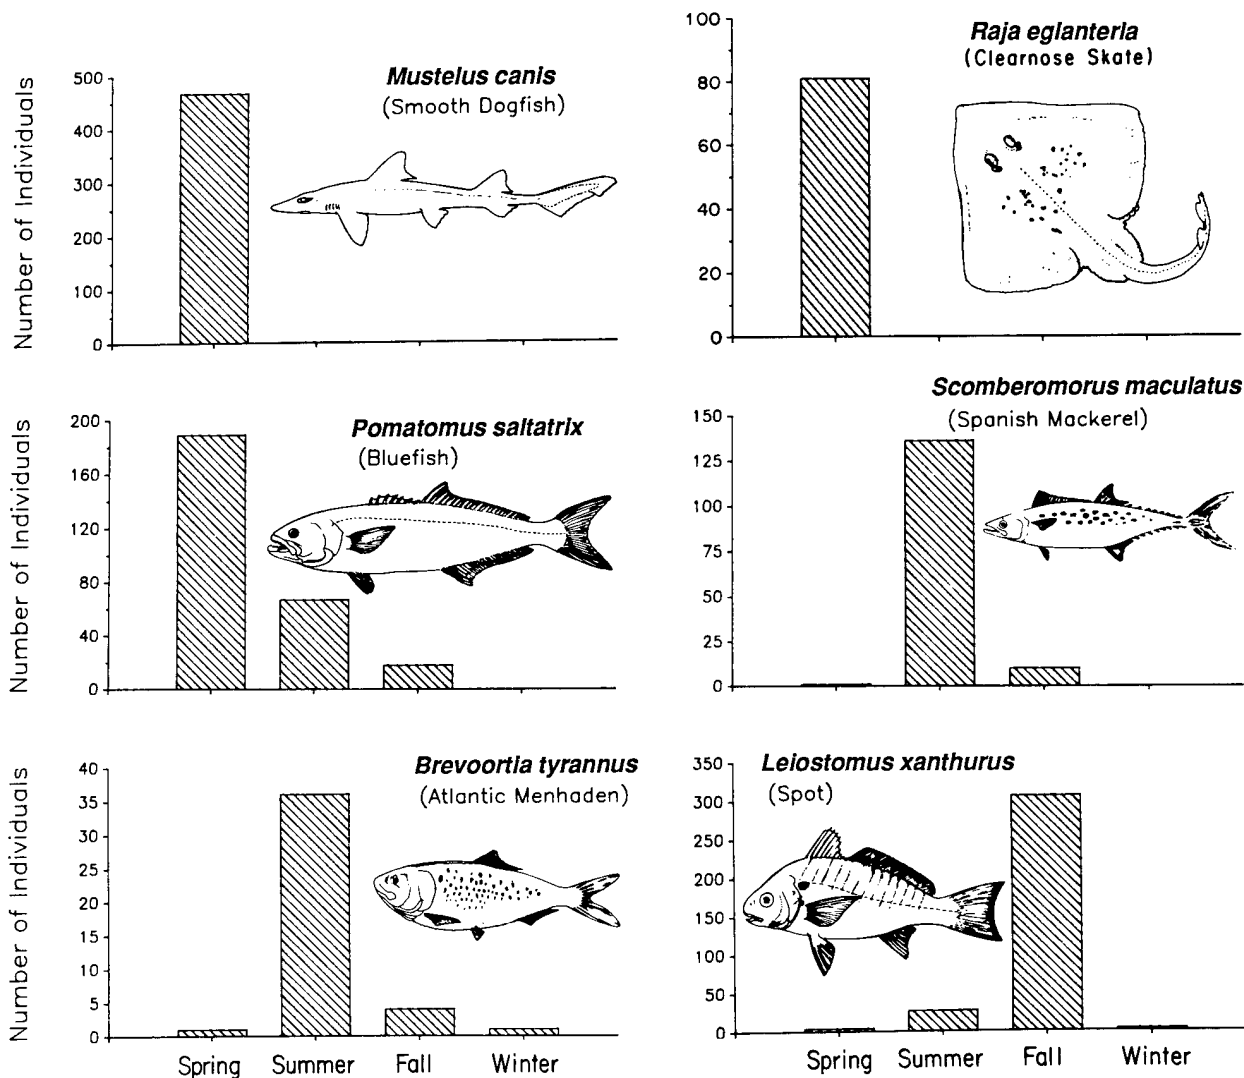 Mustelus canis
(Smooth Dogfish)
Number of Individuals
500
400
300
200
100
0
Raja eglanteria
(Clearnose Skate)
100
80
60
40
20
0
Pomatomus saltatrix
(Bluefish)
Number of Individuals
200
160
120
80
40
0
Scomberomorus maculatus
(Spanish Mackerel)
150
125
100
75
50
25
0
Brevoortia tyrannus
(Atlantic Menhaden)
Number of Individuals
40
35
30
25
20
15
10
5
0
Spring Summer Fall Winter
Leiostomus xanthurus
(Spot)
350
300
250
200
150
100
50
0
Spring Summer Fall Winter